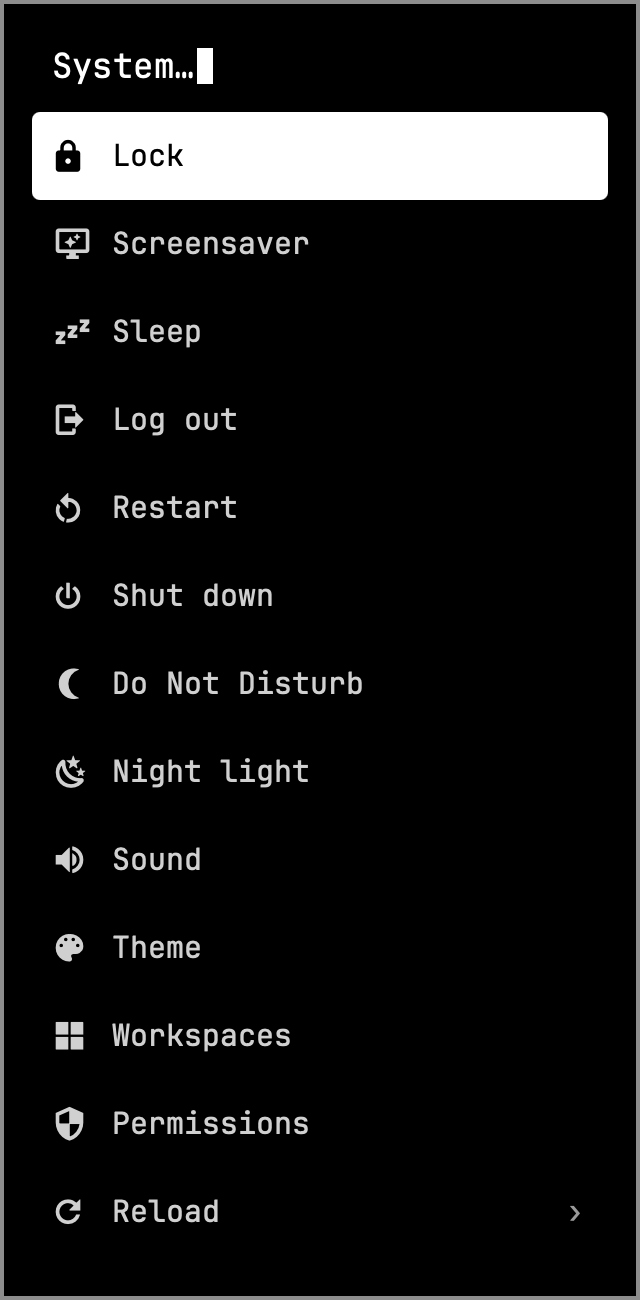 System…
Lock
Screensaver
Sleep
Log out
Restart
Shut down
Do Not Disturb
Night light
Sound
Theme
Workspaces
Permissions
Reload ›